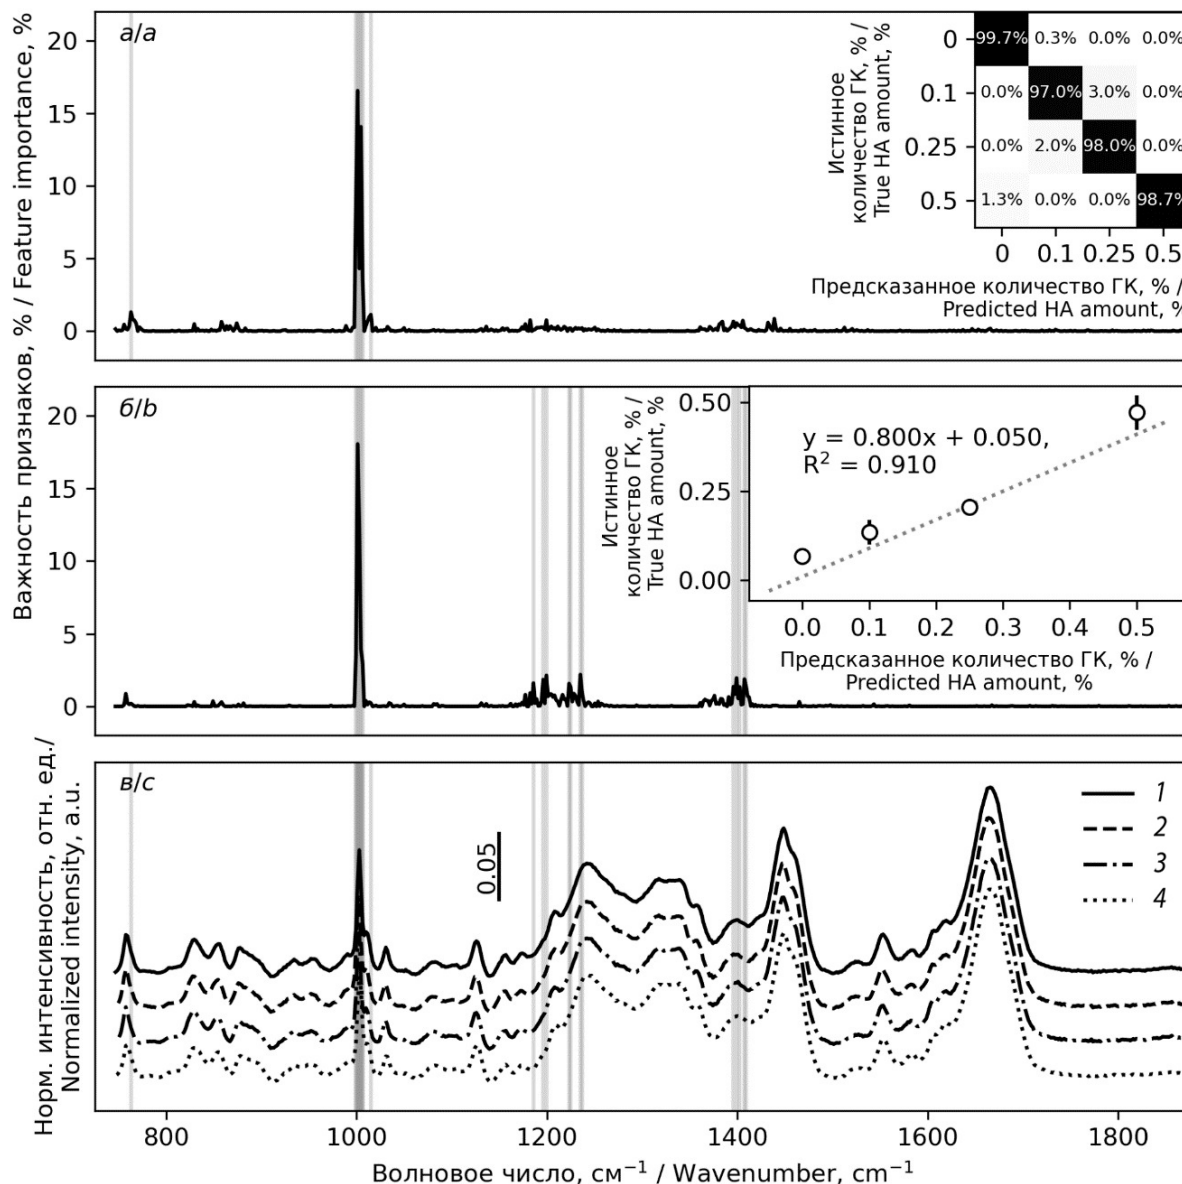 Важность признаков, % / Feature importance, %
20
15
10
5
0
а/a
Истинное
количество ГК, % /
True HA amount, %
0
0.1
0.25
0.5
99.7% 0.3% 0.0% 0.0%
0.0% 97.0% 3.0% 0.0%
0.0% 2.0% 98.0% 0.0%
1.3% 0.0% 0.0% 98.7%
0 0.1 0.25 0.5
Предсказанное количество ГК, % /
Predicted HA amount, %
20
15
10
5
0
б/b
Истинное
количество ГК, % /
True HA amount, %
0.50
0.25
0.00
y = 0.800x + 0.050,
R² = 0.910
0.0 0.1 0.2 0.3 0.4 0.5
Предсказанное количество ГК, % /
Predicted HA amount, %
Норм. интенсивность, отн. ед./
Normalized intensity, a.u.
в/c
0.05
1
2
3
4
800 1000 1200 1400 1600 1800
Волновое число, см⁻¹ / Wavenumber, cm⁻¹